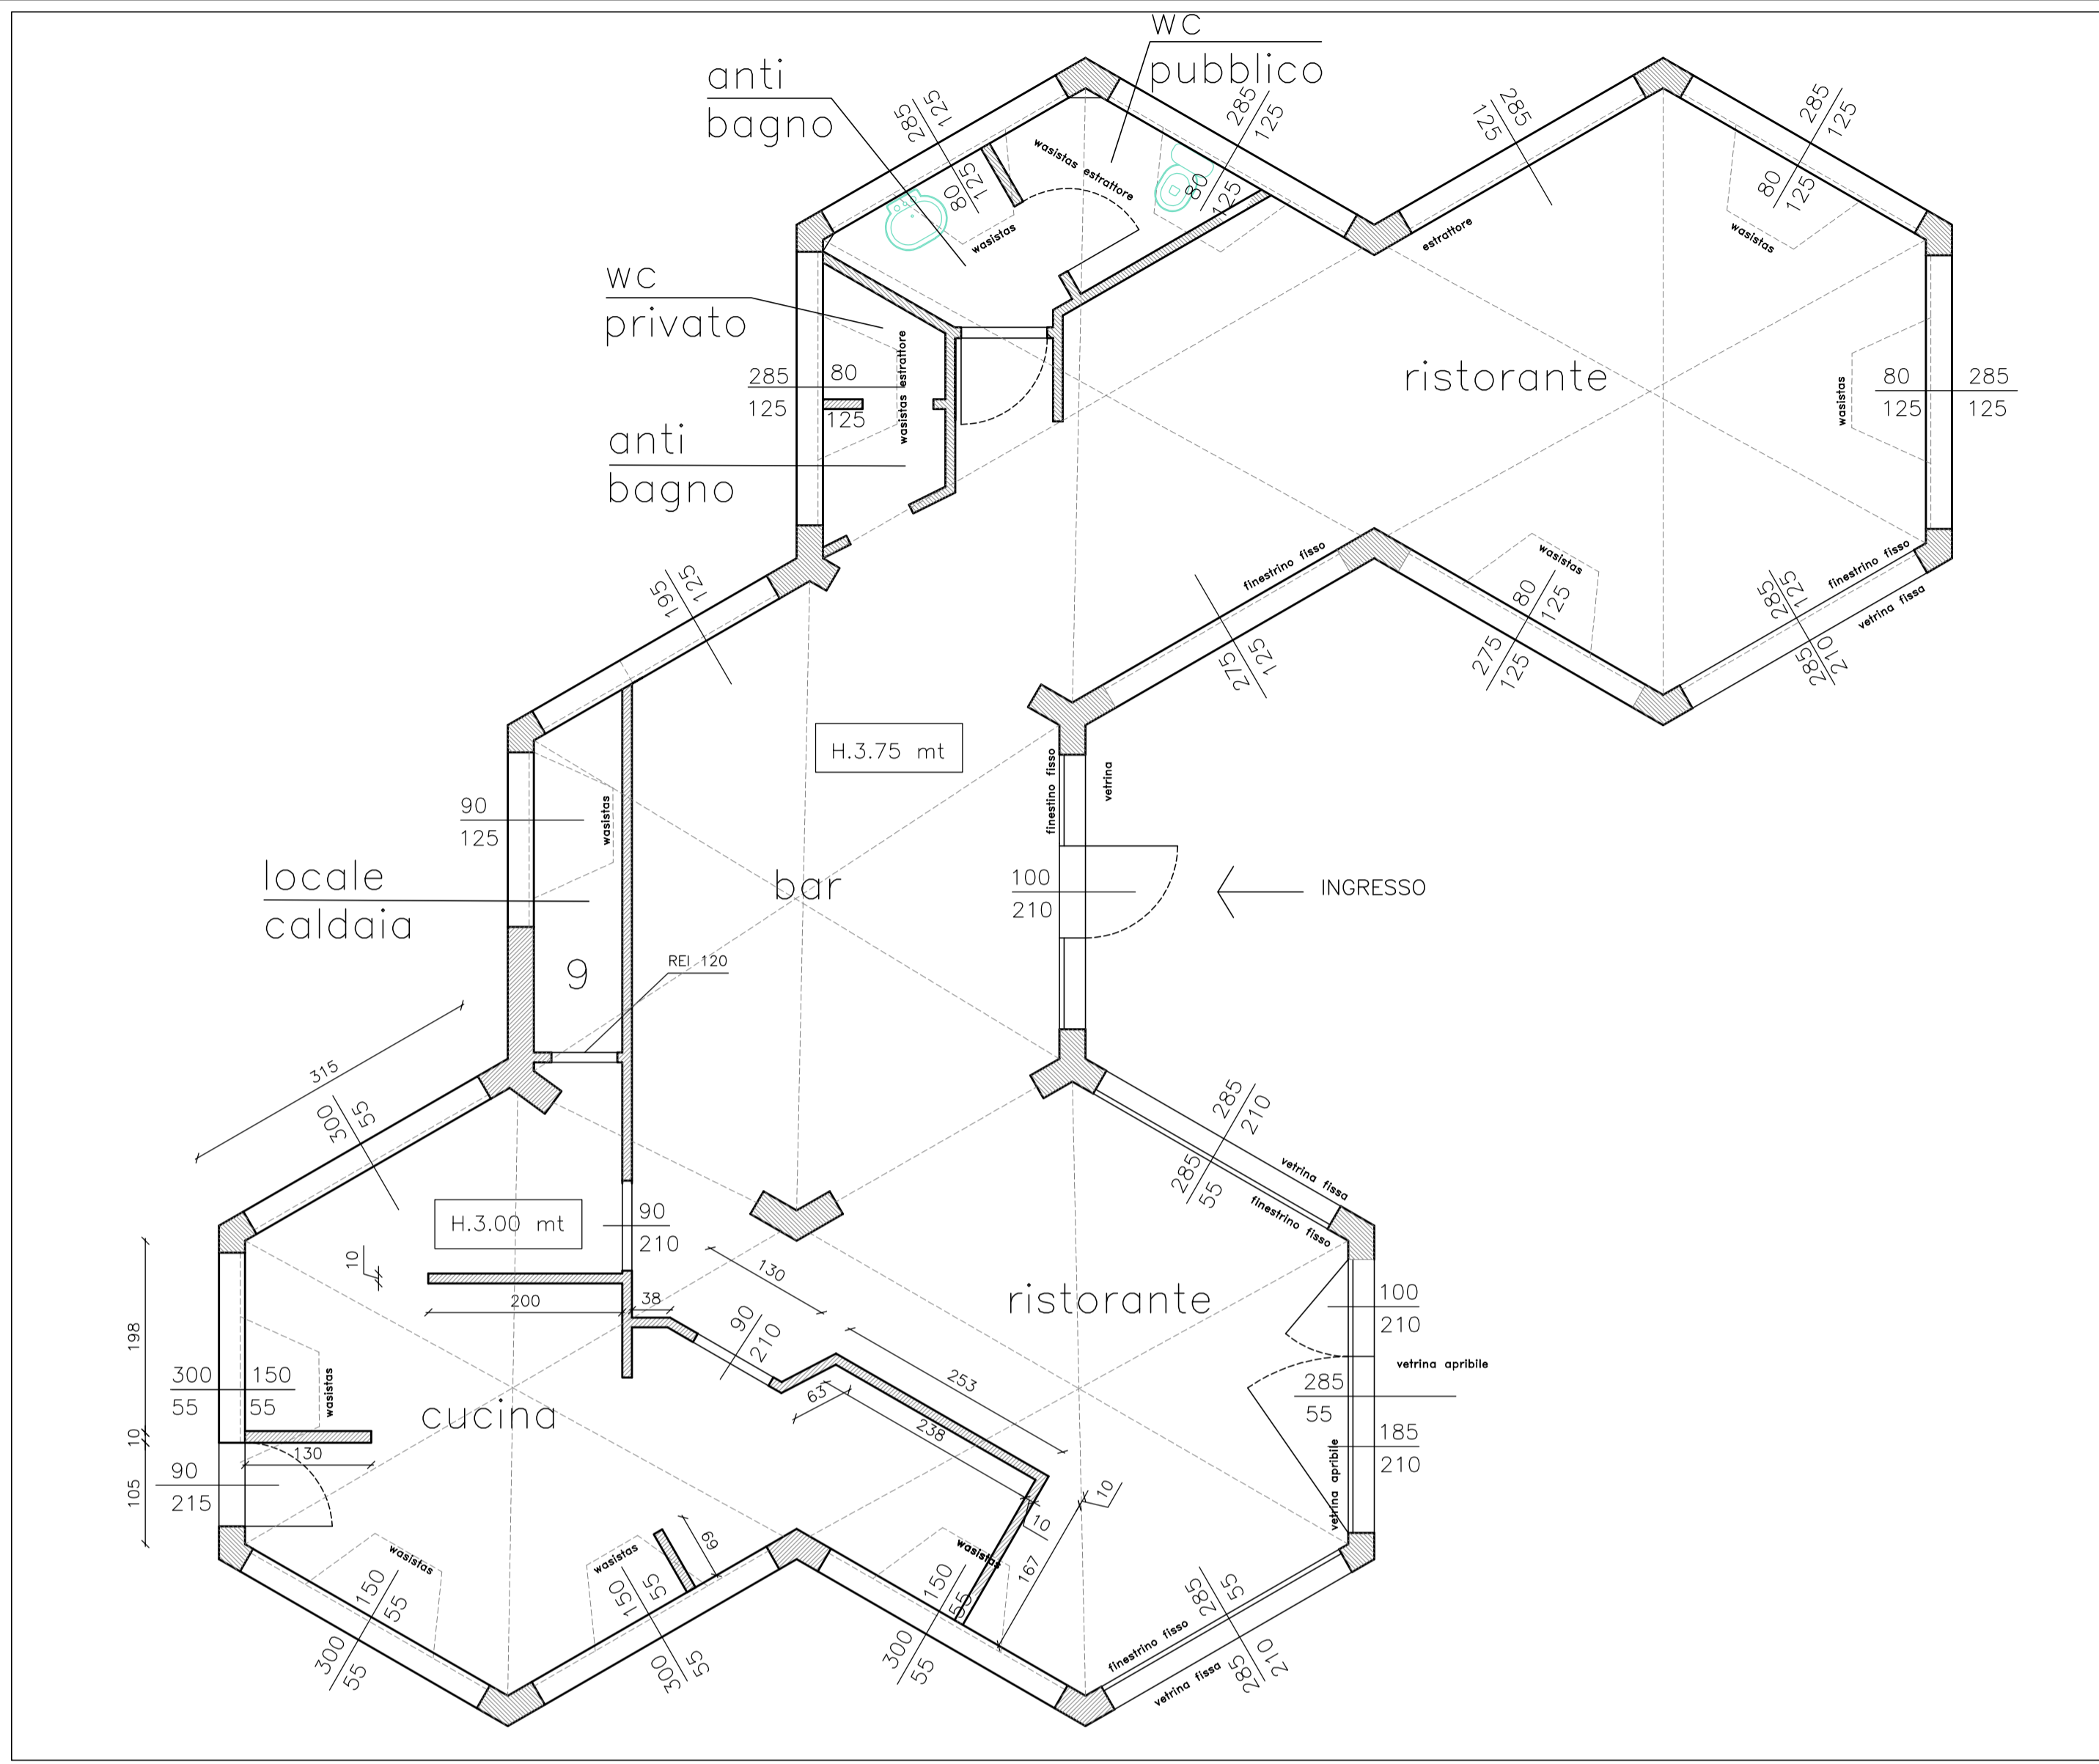 WC
pubblico
anti
bagno
285
125
285
125
285
125
285
125
80
125
wasistas estrattore
80
125
80
125
wasistas
estrattore
wasistas
WC
privato
wasistas estrattore
285
125
80
125
ristorante
wasistas
80
125
285
125
anti
bagno
195
125
finestrino fisso
wasistas
80
125
275
125
275
125
285
125
finestrino fisso
vetrina fissa
285
210
H.3.75 mt
finestino fisso
vetrina
90
125
wasistas
locale
caldaia
bar
100
210
INGRESSO
9
REI 120
315
300
55
285
210
285
55
vetrina fissa
finestrino fisso
H.3.00 mt
90
210
10
200
38
130
90
210
ristorante
100
210
vetrina apribile
285
55
185
210
vetrina apribile
198
10
105
300
55
150
55
wasistas
cucina
130
90
215
63
253
238
10
10
167
69
wasistas
150
55
300
55
wasistas
150
55
300
55
wasistas
150
55
300
55
285
55
finestrino fisso
vetrina fissa
285
210